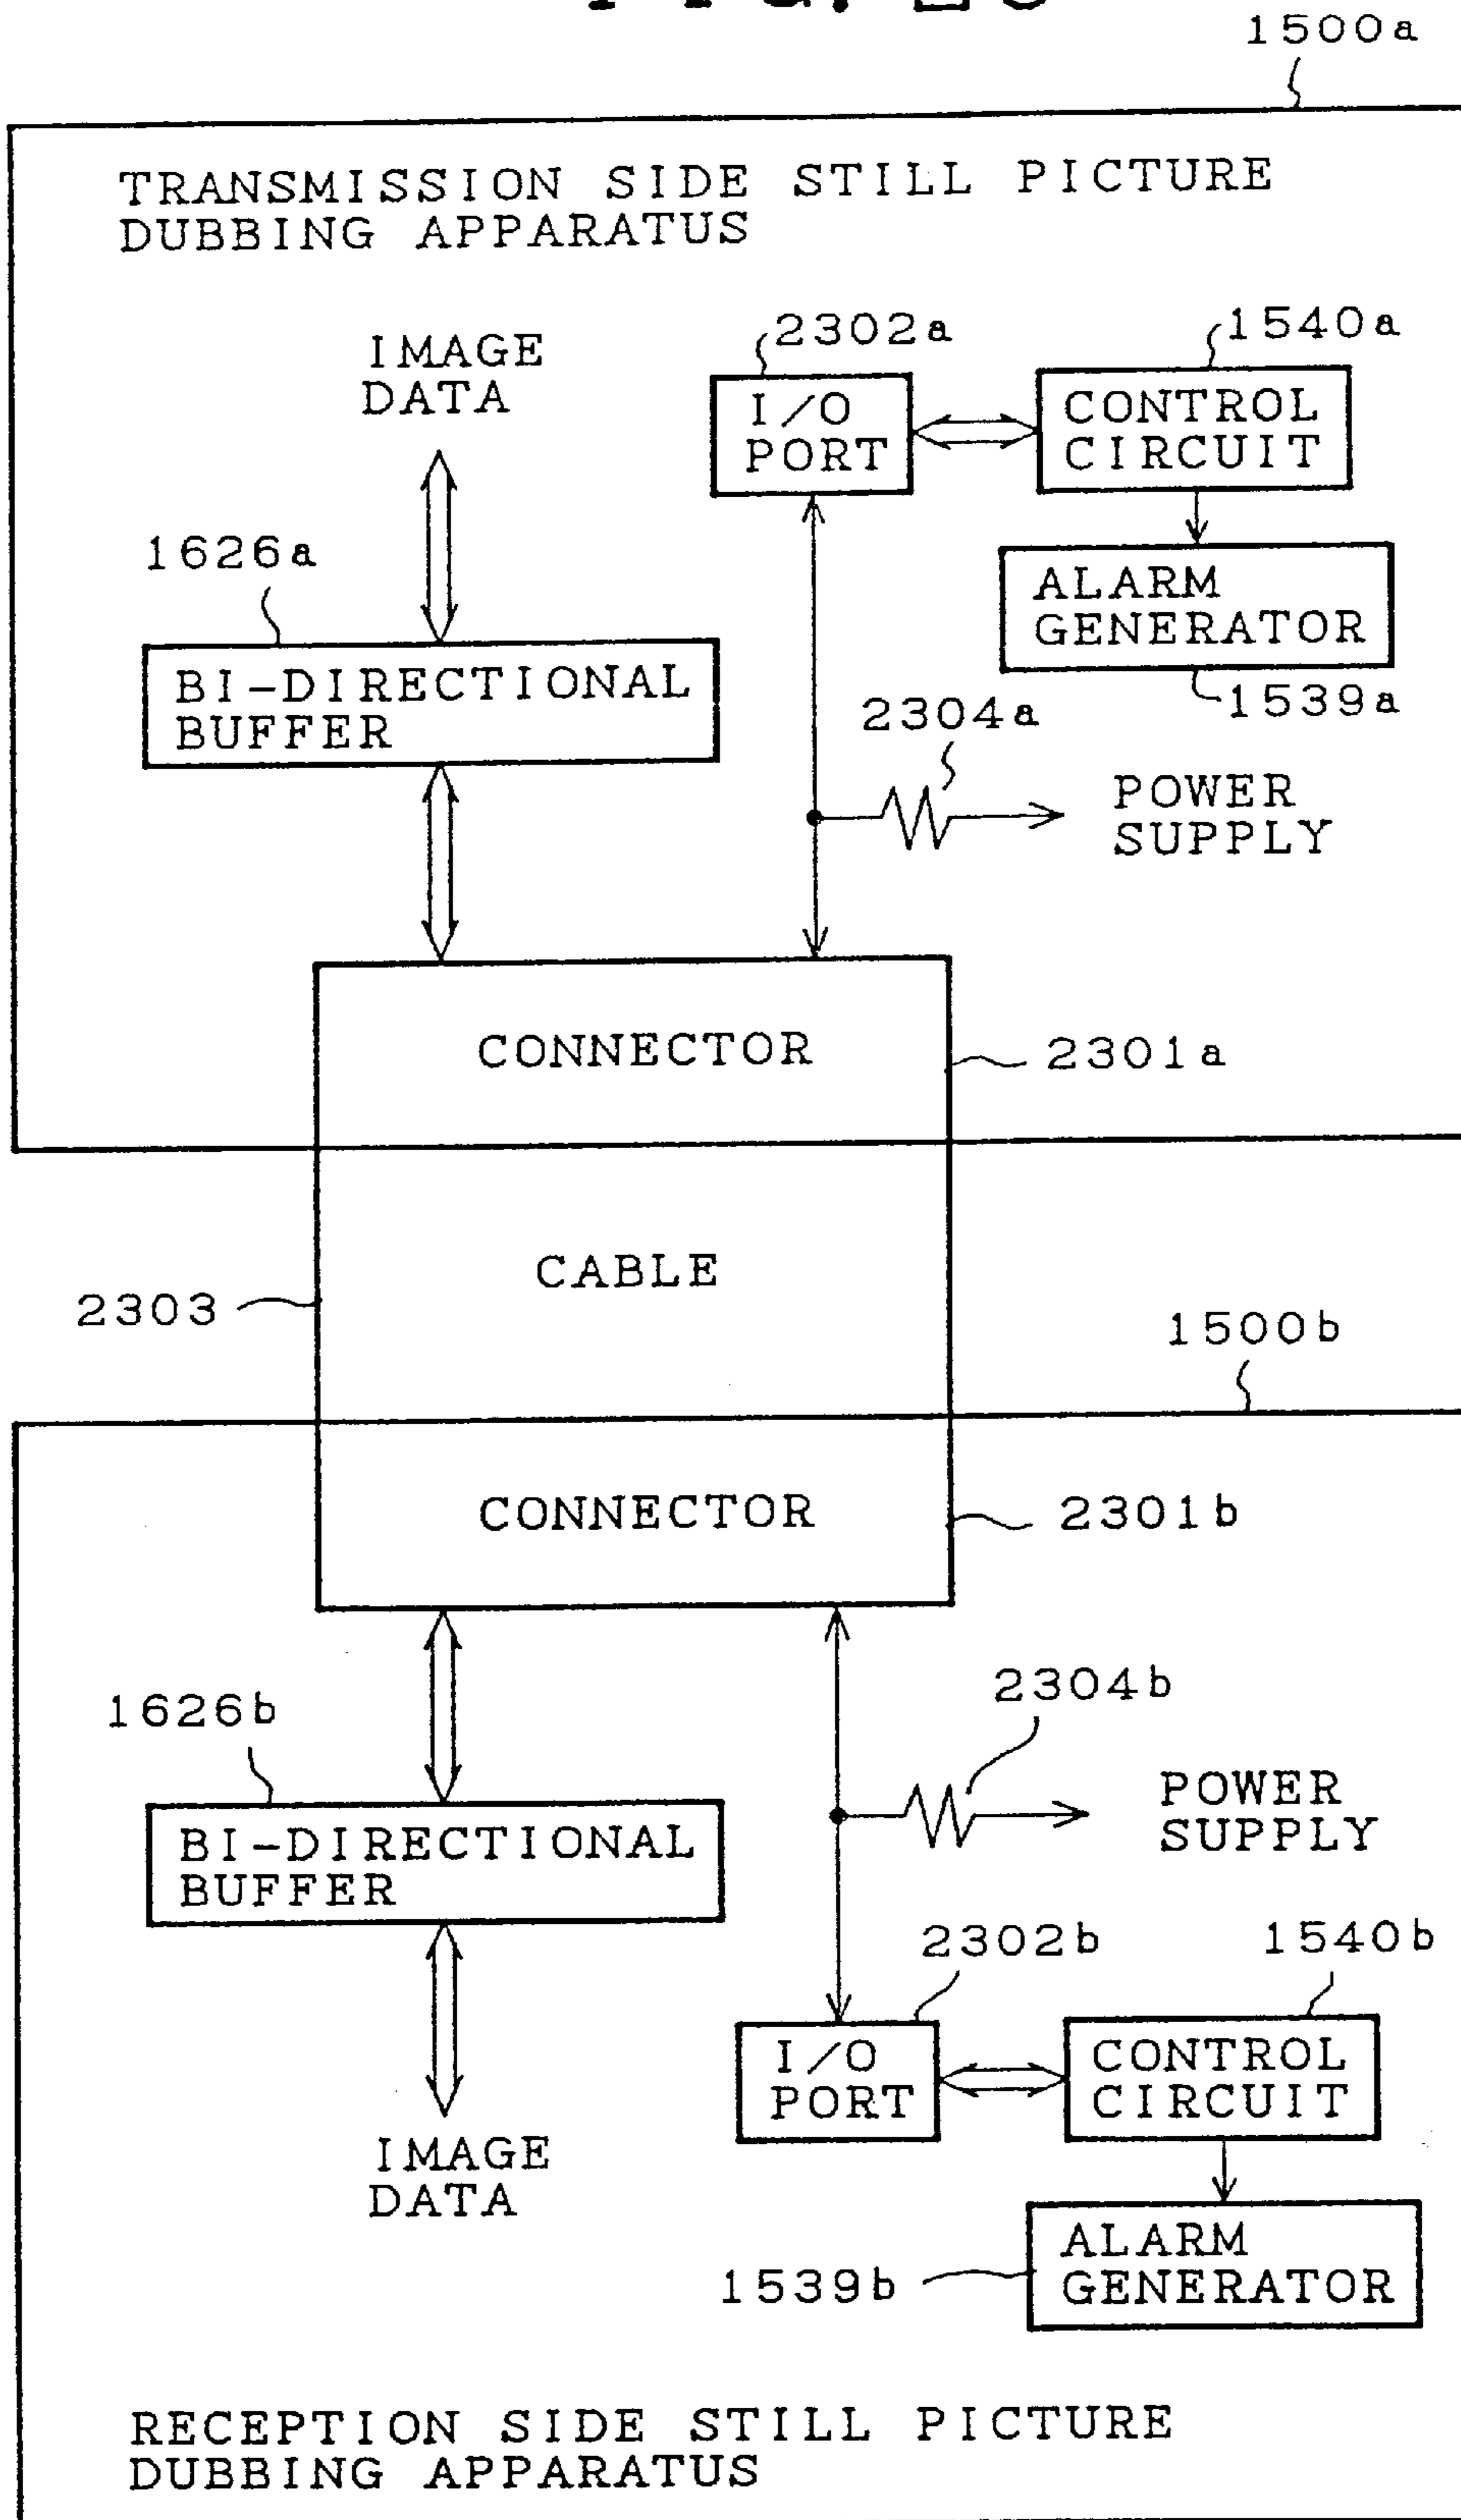 1500a
TRANSMISSION SIDE STILL PICTURE
DUBBING APPARATUS
IMAGE
DATA
2302a
1540a
I/O
PORT
CONTROL
CIRCUIT
1626a
ALARM
GENERATOR
BI-DIRECTIONAL
BUFFER
1539a
2304a
POWER
SUPPLY
CONNECTOR
2301a
CABLE
2303
1500b
CONNECTOR
2301b
2304b
1626b
POWER
SUPPLY
BI-DIRECTIONAL
BUFFER
2302b
1540b
I/O
PORT
CONTROL
CIRCUIT
IMAGE
DATA
ALARM
GENERATOR
1539b
RECEPTION SIDE STILL PICTURE
DUBBING APPARATUS